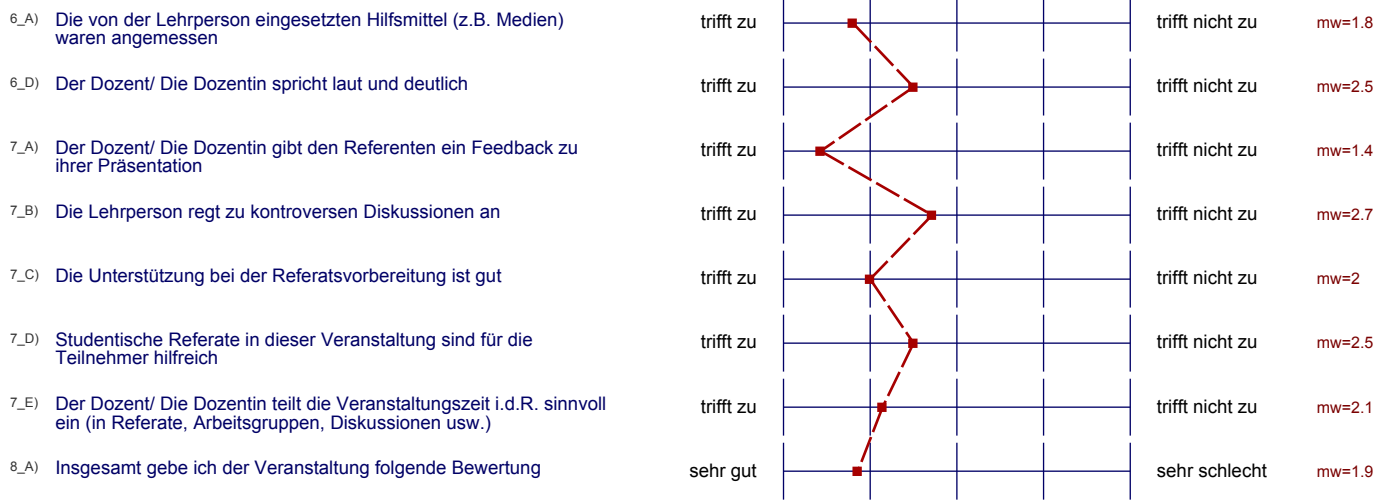 6_A) Die von der Lehrperson eingesetzten Hilfsmittel (z.B. Medien) trifft zu trifft nicht zu mw=1.8
waren angemessen
6_D) Der Dozent/ Die Dozentin spricht laut und deutlich trifft zu trifft nicht zu mw=2.5
7_A) Der Dozent/ Die Dozentin gibt den Referenten ein Feedback zu trifft zu trifft nicht zu mw=1.4
ihrer Präsentation
7_B) Die Lehrperson regt zu kontroversen Diskussionen an trifft zu trifft nicht zu mw=2.7
7_C) Die Unterstützung bei der Referatsvorbereitung ist gut trifft zu trifft nicht zu mw=2
7_D) Studentische Referate in dieser Veranstaltung sind für die trifft zu trifft nicht zu mw=2.5
Teilnehmer hilfreich
7_E) Der Dozent/ Die Dozentin teilt die Veranstaltungszeit i.d.R. sinnvoll trifft zu trifft nicht zu mw=2.1
ein (in Referate, Arbeitsgruppen, Diskussionen usw.)
8_A) Insgesamt gebe ich der Veranstaltung folgende Bewertung sehr gut sehr schlecht mw=1.9